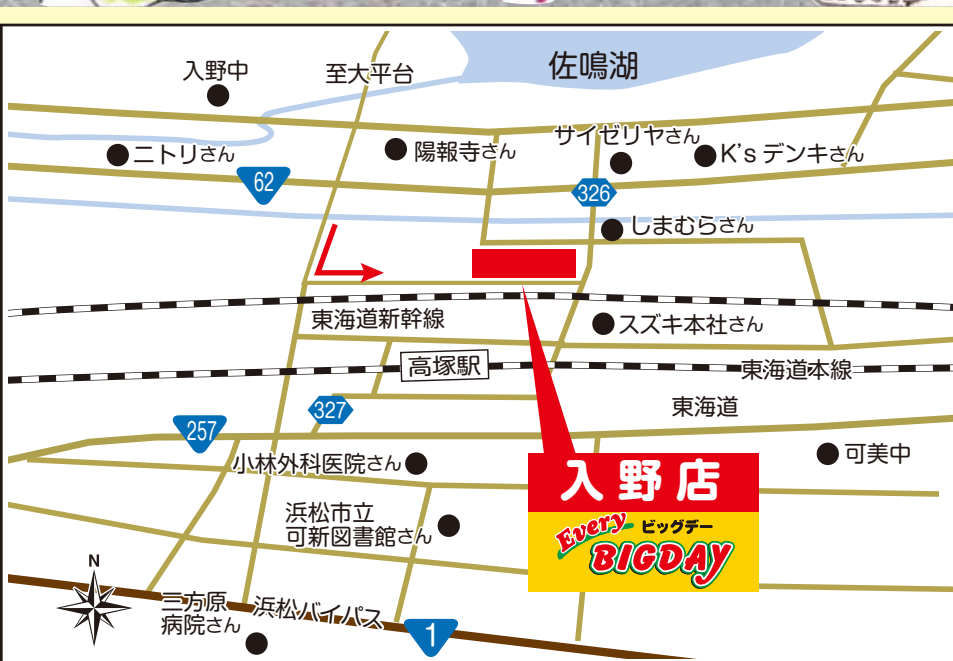 入野中
至大平台
佐鳴湖
ニトリさん
陽報寺さん
サイゼリヤさん
K'sデンキさん
62
326
しまむらさん
東海道新幹線
スズキ本社さん
高塚駅
東海道本線
東海道
327
257
小林外科医院さん
可美中
入野店
Every ビッグデー
BIGDAY
浜松市立
可新図書館さん
N
三方原
病院さん
浜松バイパス
1